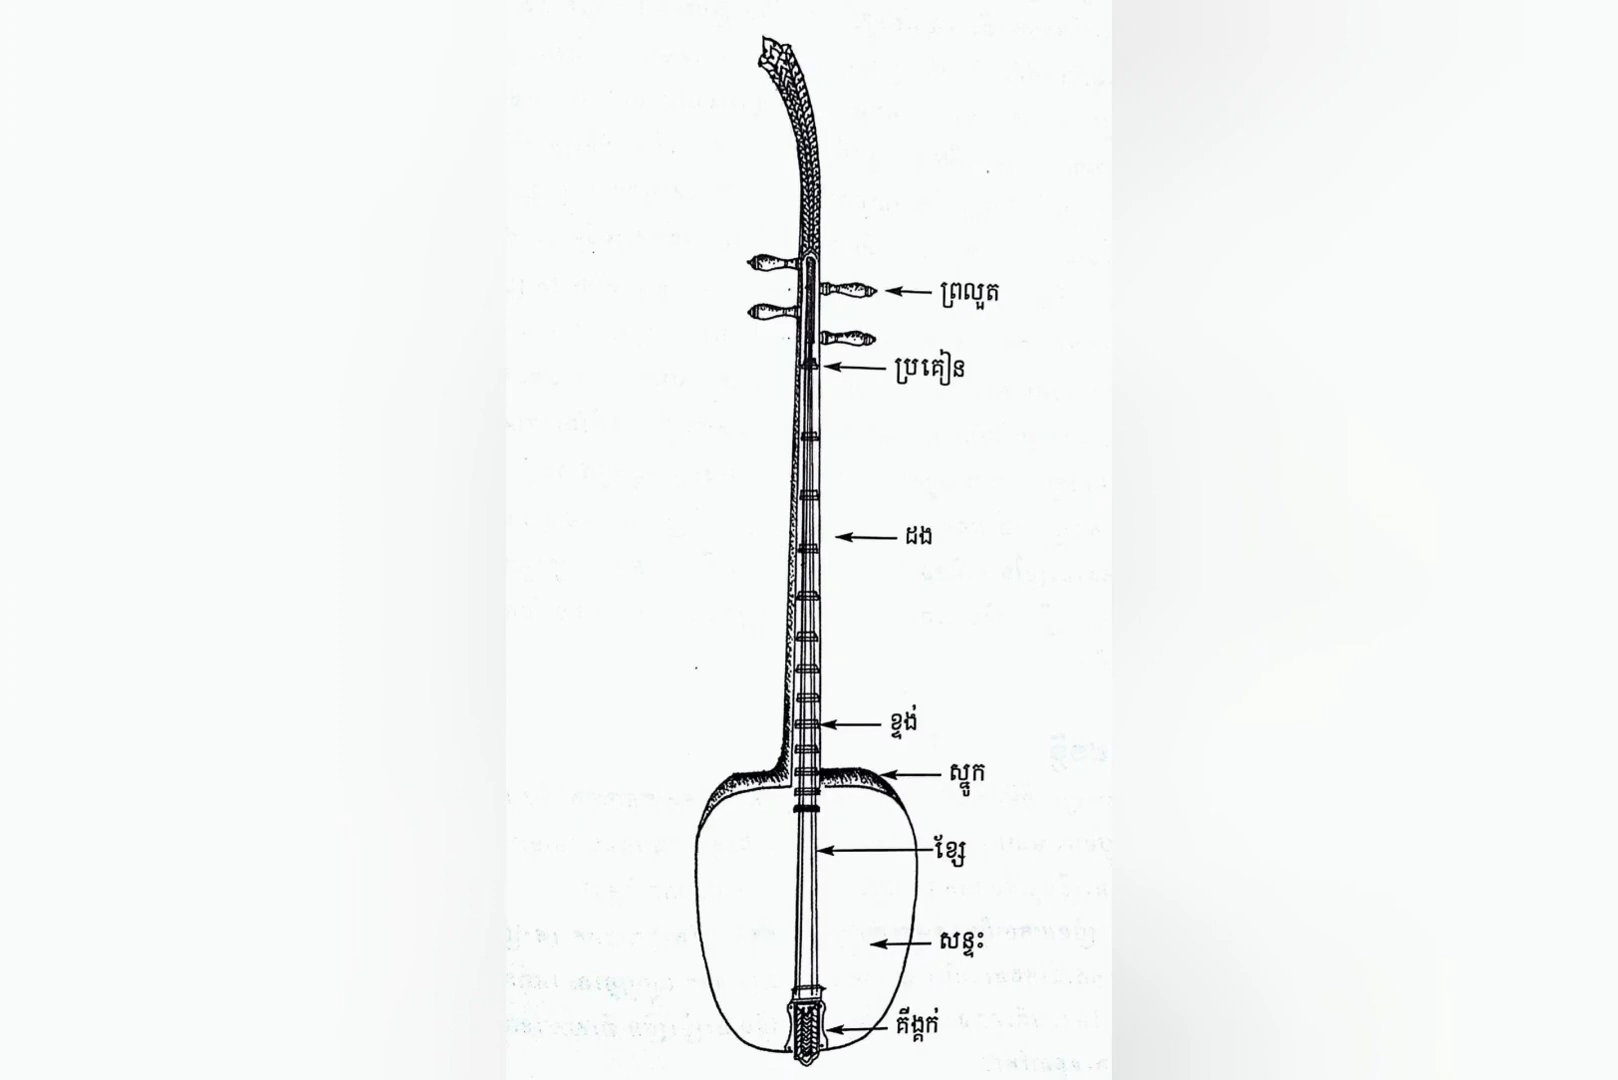 ព្រលួត
ប្រគៀន
ដង
ខ្ទង់
ស្នូក
ខ្សែ
សន្ទះ
គីង្គក់